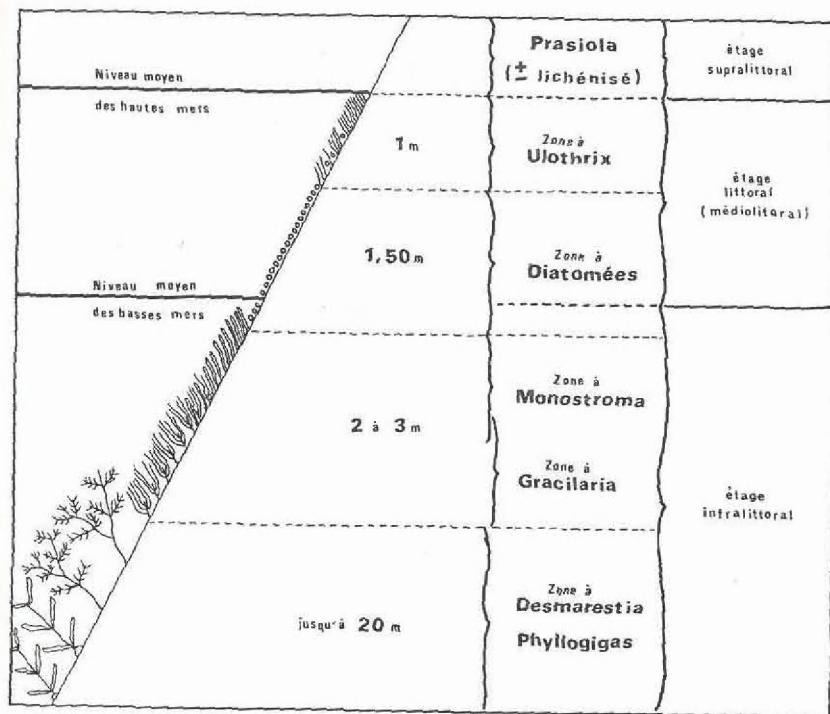 Niveau moyen
des hautes mers
Niveau moyen
des basses mers
1 m
1,50 m
2 à 3 m
jusqu'à 20 m
Prasiola
(± lichénisé)
Zone à
Ulothrix
Zone à
Diatomées
Zone à
Monostroma
Zone à
Gracilaria
Zone à
Desmarestia
Phyllogigas
étage
supralittoral
étage
littoral
(médiolitoral)
étage
infralittoral